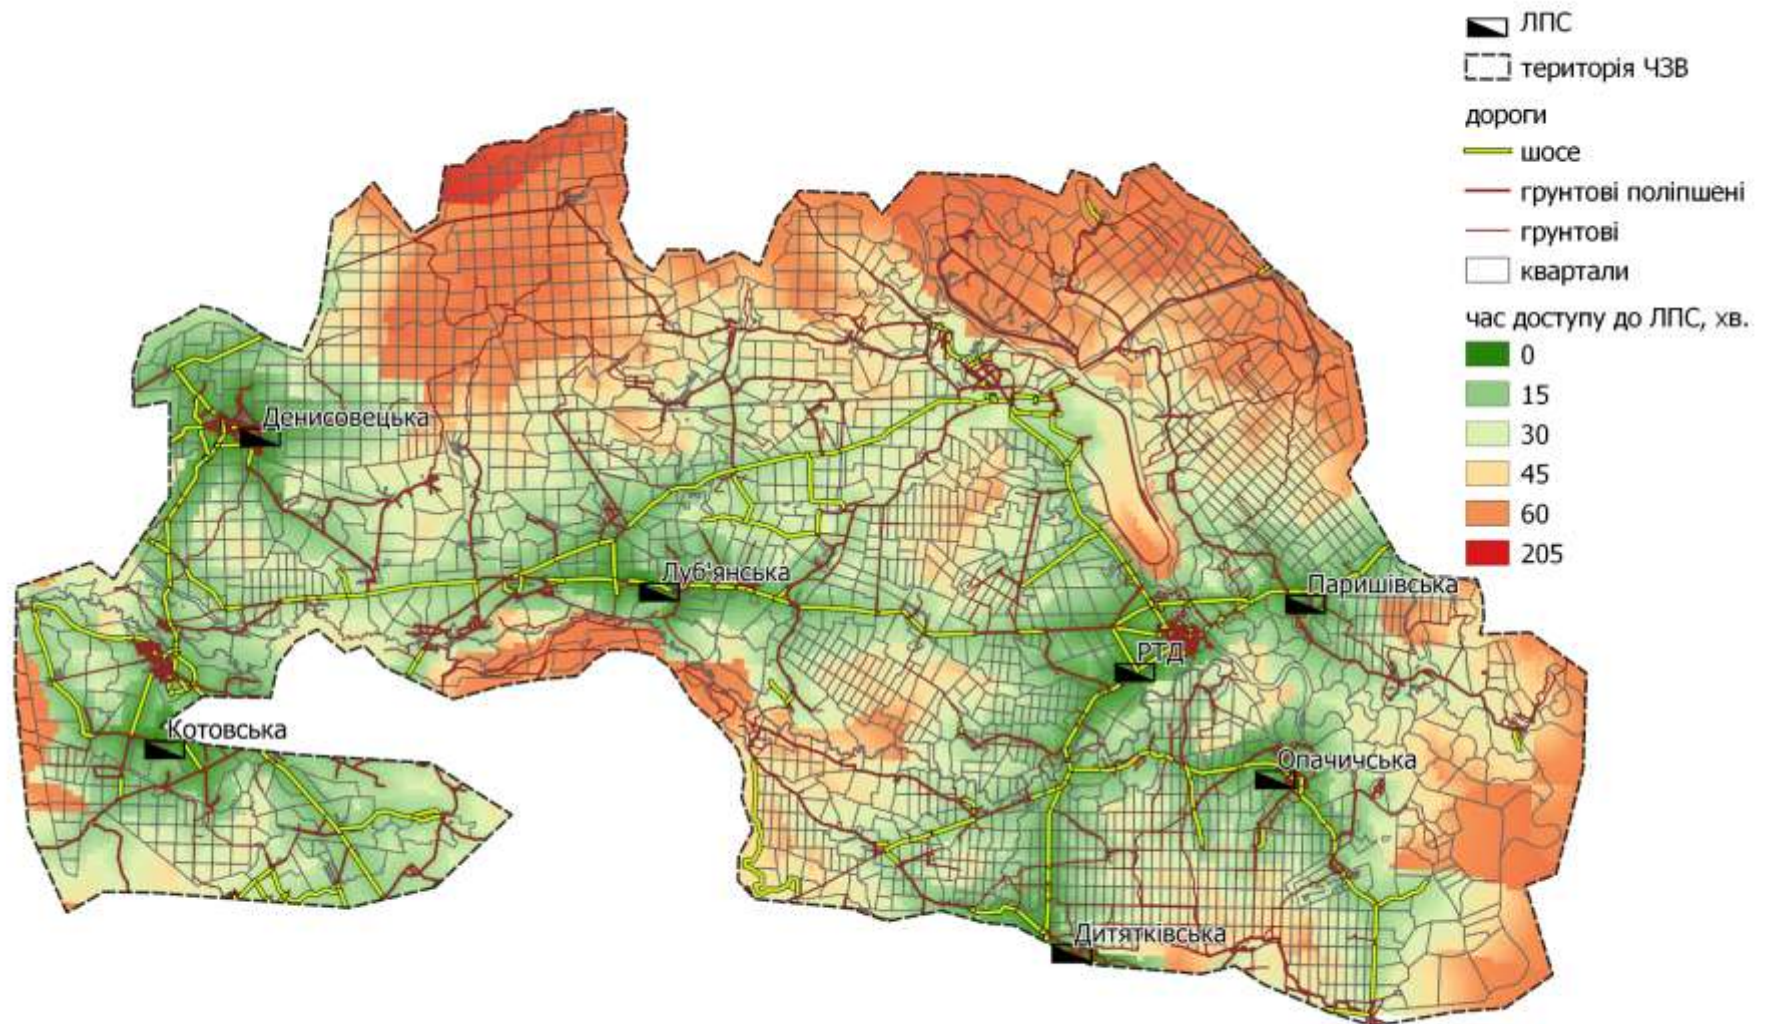 ЛПС
територія ЧЗВ
дороги
шосе
грунтові поліпшені
грунтові
квартали
час доступу до ЛПС, хв.
0
15
30
45
60
205
Денисовецька
Луб'янська
Паришівська
РТД
Котовська
Опачичська
Дитятківська